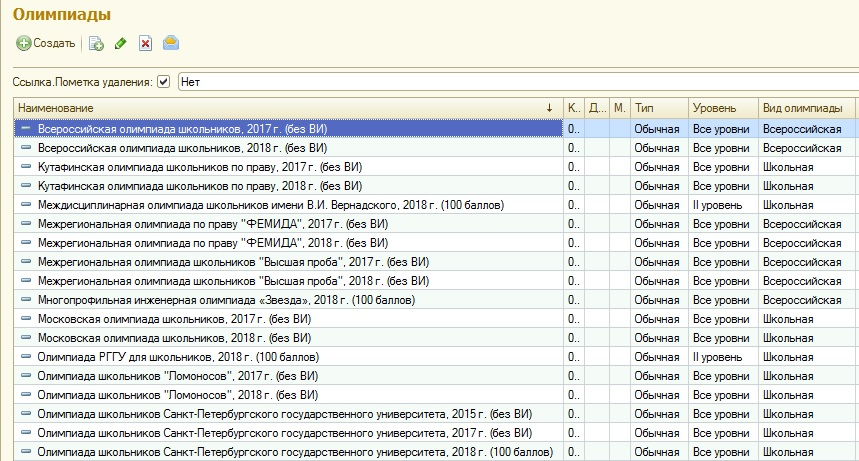 Олимпиады
Создать
Ссылка.Пометка удаления: Нет
Наименование К.. Д... М. Тип Уровень Вид олимпиады
Всероссийская олимпиада школьников, 2017 г. (без ВИ) 0.. Обычная Все уровни Всероссийская
Всероссийская олимпиада школьников, 2018 г. (без ВИ) 0.. Обычная Все уровни Всероссийская
Кутафинская олимпиада школьников по праву, 2017 г. (без ВИ) 0.. Обычная Все уровни Школьная
Кутафинская олимпиада школьников по праву, 2018 г. (без ВИ) 0.. Обычная Все уровни Школьная
Междисциплинарная олимпиада школьников имени В.И. Вернадского, 2018 г. (100 баллов) 0.. Обычная II уровень Школьная
Межрегиональная олимпиада по праву "ФЕМИДА", 2017 г. (без ВИ) 0.. Обычная Все уровни Всероссийская
Межрегиональная олимпиада по праву "ФЕМИДА", 2018 г. (без ВИ) 0.. Обычная Все уровни Всероссийская
Межрегиональная олимпиада школьников "Высшая проба", 2017 г. (без ВИ) 0.. Обычная Все уровни Всероссийская
Межрегиональная олимпиада школьников "Высшая проба", 2018 г. (без ВИ) 0.. Обычная Все уровни Всероссийская
Многопрофильная инженерная олимпиада «Звезда», 2018 г. (100 баллов) 0.. Обычная Все уровни Всероссийская
Московская олимпиада школьников, 2017 г. (без ВИ) 0.. Обычная Все уровни Школьная
Московская олимпиада школьников, 2018 г. (без ВИ) 0.. Обычная Все уровни Школьная
Олимпиада РГГУ для школьников, 2018 г. (100 баллов) 0.. Обычная II уровень Школьная
Олимпиада школьников "Ломоносов", 2017 г. (без ВИ) 0.. Обычная Все уровни Школьная
Олимпиада школьников "Ломоносов", 2018 г. (без ВИ) 0.. Обычная Все уровни Школьная
Олимпиада школьников Санкт-Петербургского государственного университета, 2015 г. (без ВИ) 0.. Обычная Все уровни Школьная
Олимпиада школьников Санкт-Петербургского государственного университета, 2017 г. (без ВИ) 0.. Обычная Все уровни Школьная
Олимпиада школьников Санкт-Петербургского государственного университета, 2018 г. (100 баллов) 0.. Обычная Все уровни Школьная